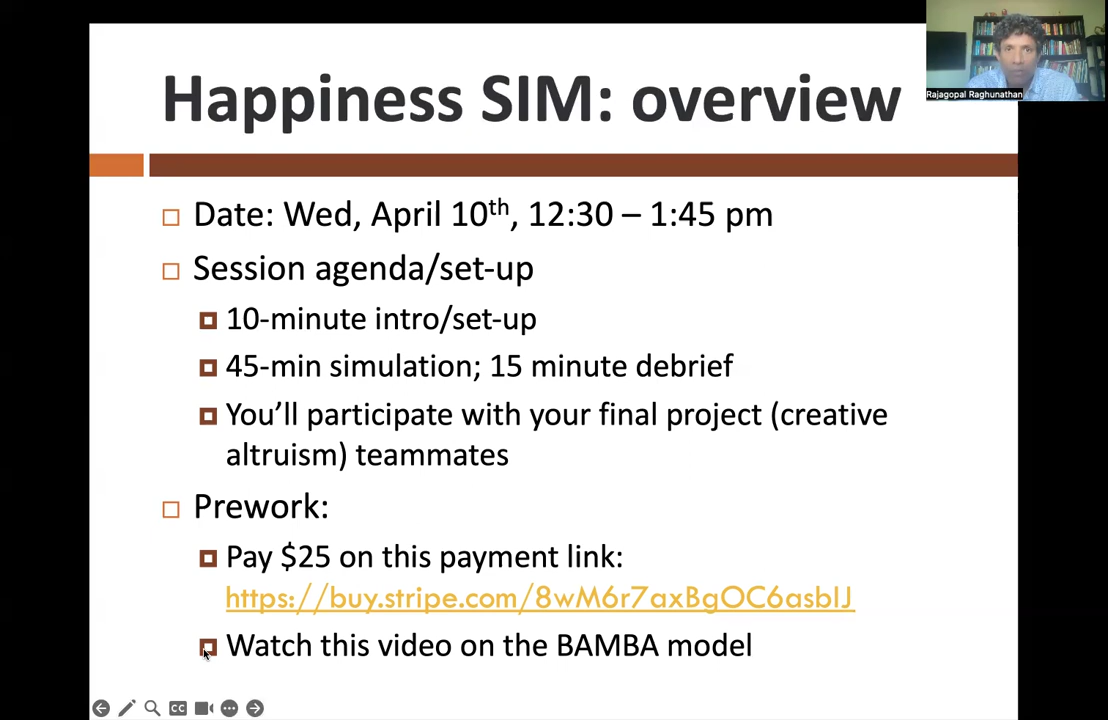 Rajagopal Raghunathan
Happiness SIM: overview
Date: Wed, April 10th, 12:30 – 1:45 pm
Session agenda/set-up
10-minute intro/set-up
45-min simulation; 15 minute debrief
You’ll participate with your final project (creative
altruism) teammates
Prework:
Pay $25 on this payment link:
https://buy.stripe.com/8wM6r7axBgOC6asbIJ
Watch this video on the BAMBA model
CC